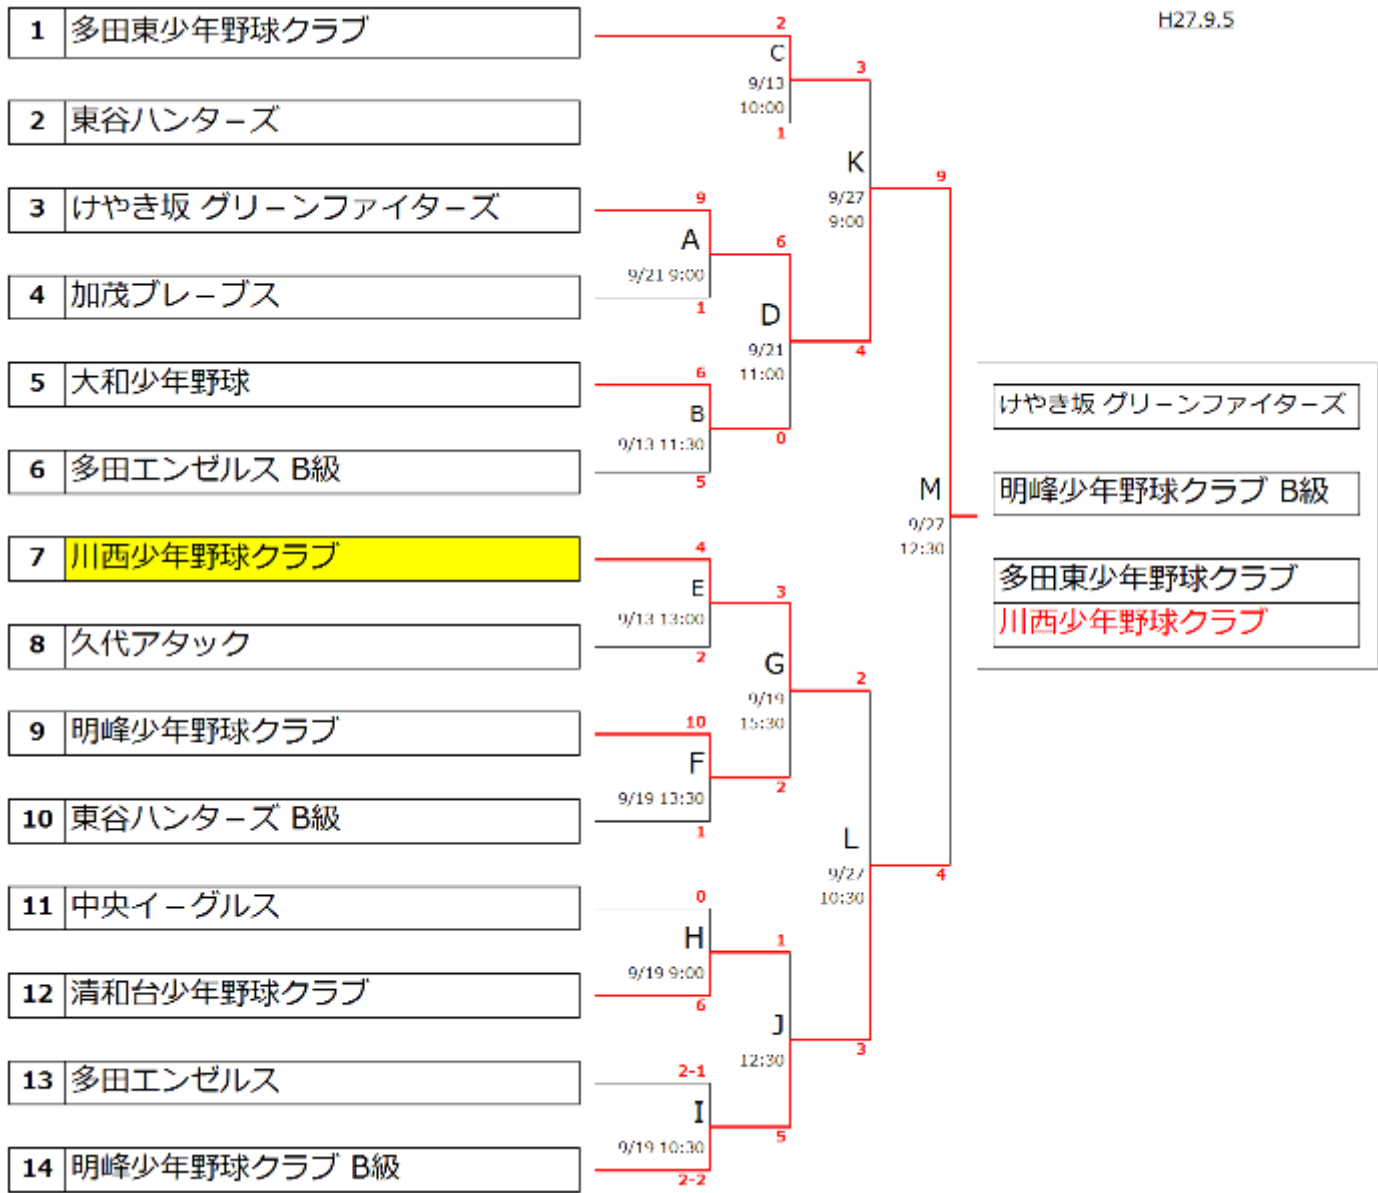 H27.9.5
1 多田東少年野球クラブ
2 東谷ハンターズ
3 けやき坂 グリーンファイターズ
4 加茂ブレーブス
5 大和少年野球
6 多田エンゼルス B級
7 川西少年野球クラブ
8 久代アタック
9 明峰少年野球クラブ
10 東谷ハンターズ B級
11 中央イーグルス
12 清和台少年野球クラブ
13 多田エンゼルス
14 明峰少年野球クラブ B級
9
A
9/21 9:00
1
6
B
9/13 11:30
5
4
E
9/13 13:00
2
10
F
9/19 13:30
1
0
H
9/19 9:00
6
2-1
I
9/19 10:30
2-2
2
C
9/13
10:00
1
6
D
9/21
11:00
0
3
G
9/19
15:30
2
1
J
12:30
5
3
K
9/27
9:00
4
2
L
9/27
10:30
3
9
M
9/27
12:30
4
けやき坂 グリーンファイターズ
明峰少年野球クラブ B級
多田東少年野球クラブ
川西少年野球クラブ